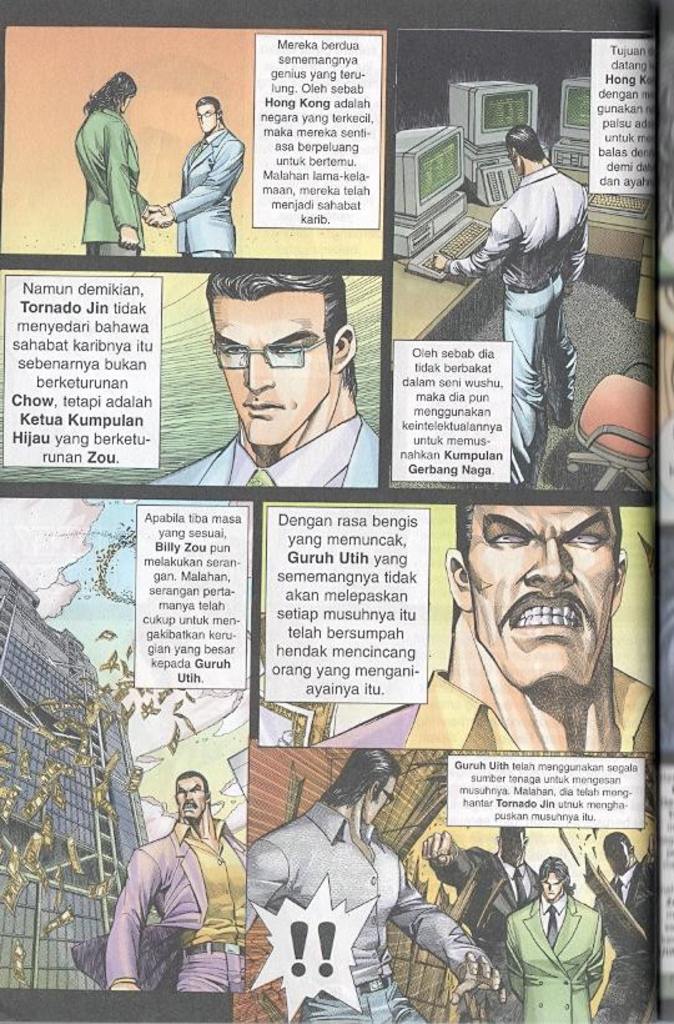 Mereka berdua
sememangnya
genius yang teru-
lung. Oleh sebab
Hong Kong adalah
negara yang terkecil,
maka mereka senti-
asa berpeluang
untuk bertemu.
Malahan lama-kela-
maan, mereka telah
menjadi sahabat
karib.
Tujuan
datang
Hong
dengan
gunakan
palsu
untuk
balas
demi
dan
Namun demikian,
Tornado Jin tidak
menyedari bahawa
sahabat karibnya itu
sebenarnya bukan
berketurunan
Chow, tetapi adalah
Ketua Kumpulan
Hijau yang berketu-
runan Zou.
Oleh sebab dia
tidak berbakat
dalam seni wushu,
maka dia pun
menggunakan
keintelektualannya
untuk memus-
nahkan Kumpulan
Gerbang Naga.
Apabila tiba masa
yang sesuai,
Billy Zou pun
melakukan seran-
gan. Malahan,
serangan perta-
manya telah
cukup untuk men-
gakibatkan keru-
gian yang besar
kepada Guruh
Utih.
Dengan rasa bengis
yang memuncak,
Guruh Utih yang
sememangnya tidak
akan melepaskan
setiap musuhnya itu
telah bersumpah
hendak mencincang
orang yang mengani-
ayainya itu.
Guruh Uith telah menggunakan segala
sumber tenaga untuk mengesan
musuhnya. Malahan, dia telah meng-
hantar Tornado Jin utnuk mengha-
puskan musuhnya itu.
!!